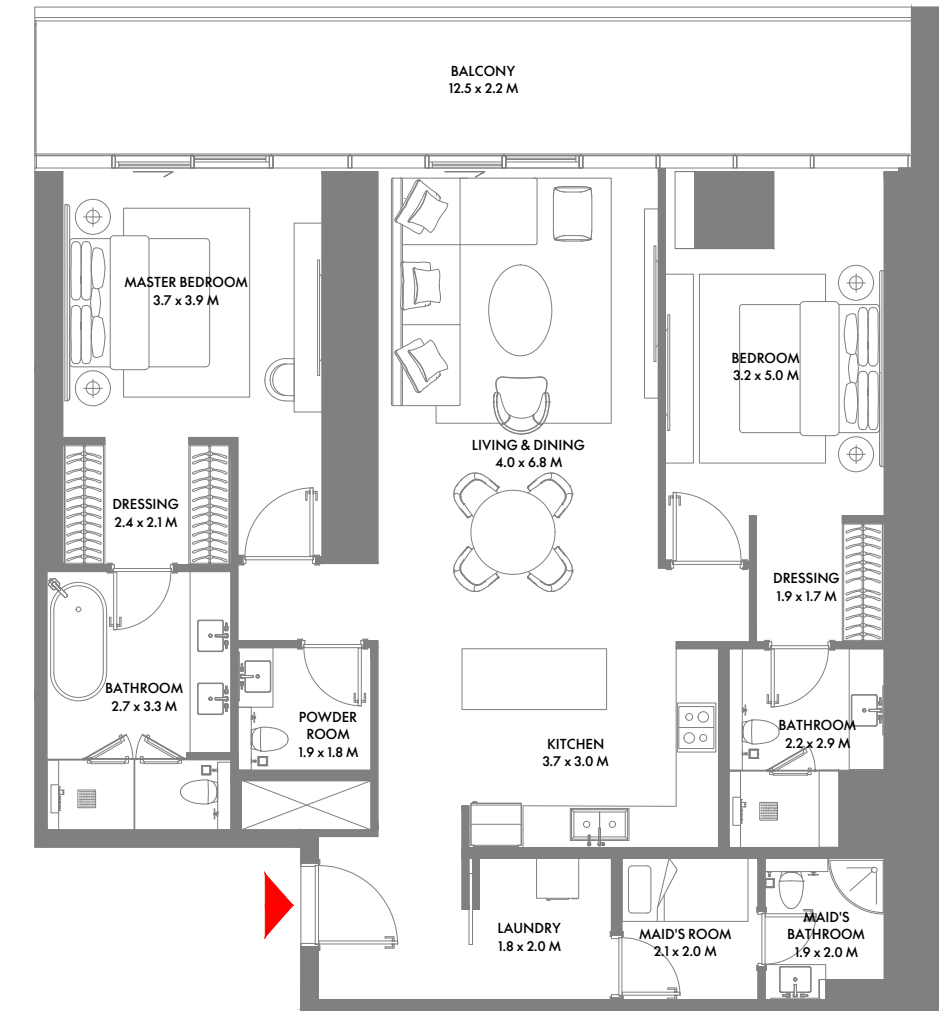 BALCONY
12.5 x 2.2 M
MASTER BEDROOM
3.7 x 3.9 M
BEDROOM
3.2 x 5.0 M
LIVING & DINING
4.0 x 6.8 M
DRESSING
2.4 x 2.1 M
DRESSING
1.9 x 1.7 M
BATHROOM
2.7 x 3.3 M
POWDER
ROOM
1.9 x 1.8 M
KITCHEN
3.7 x 3.0 M
BATHROOM
2.2 x 2.9 M
LAUNDRY
1.8 x 2.0 M
MAID'S ROOM
2.1 x 2.0 M
MAID'S
BATHROOM
1.9 x 2.0 M